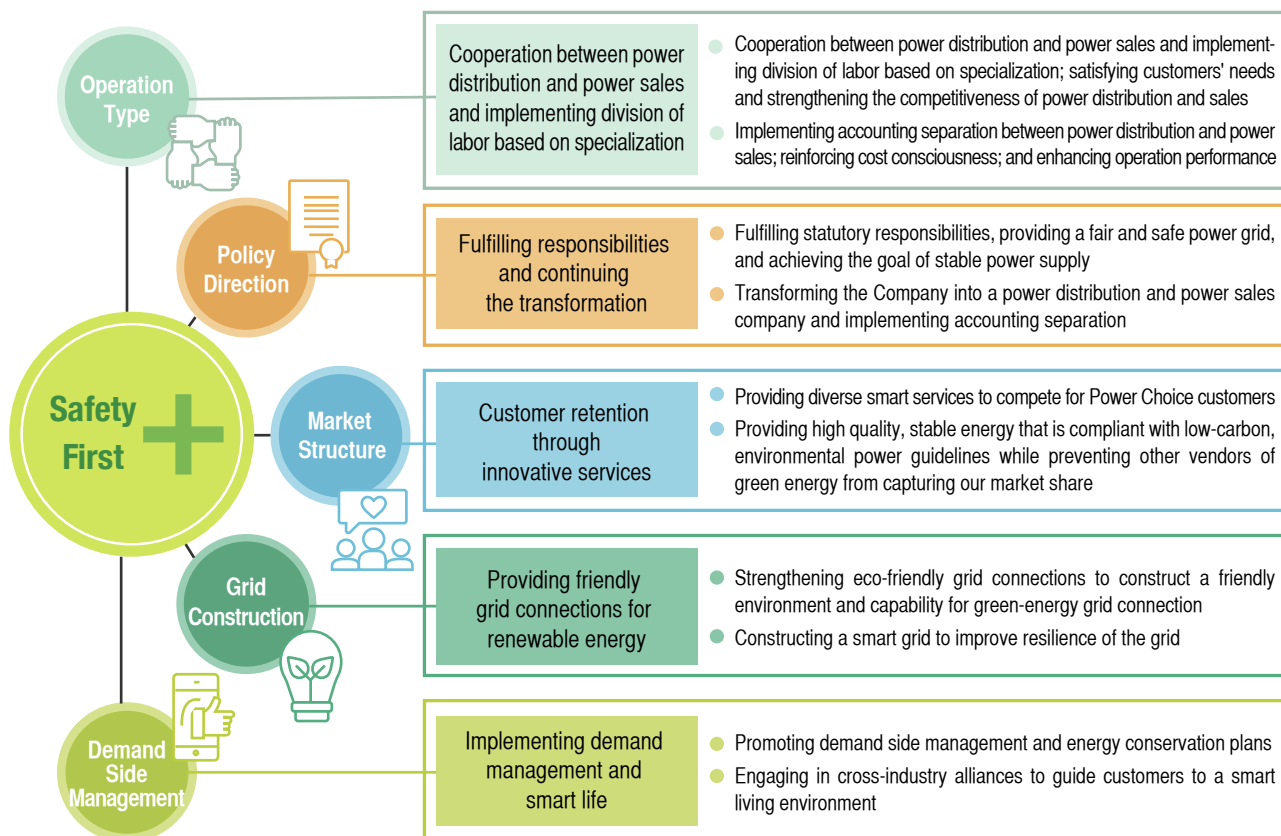 Operation
Type
Cooperation between power
distribution and power sales
and implementing division of
labor based on specialization
Cooperation between power distribution and power sales and implement-
ing division of labor based on specialization; satisfying customers' needs
and strengthening the competitiveness of power distribution and sales
Implementing accounting separation between power distribution and power
sales; reinforcing cost consciousness; and enhancing operation performance
Policy
Direction
Fulfilling responsibilities
and continuing
the transformation
Fulfilling statutory responsibilities, providing a fair and safe power grid,
and achieving the goal of stable power supply
Transforming the Company into a power distribution and power sales
company and implementing accounting separation
Safety
First
Market
Structure
Customer retention
through
innovative services
Providing diverse smart services to compete for Power Choice customers
Providing high quality, stable energy that is compliant with low-carbon,
environmental power guidelines while preventing other vendors of
green energy from capturing our market share
Grid
Construction
Providing friendly
grid connections for
renewable energy
Strengthening eco-friendly grid connections to construct a friendly
environment and capability for green-energy grid connection
Constructing a smart grid to improve resilience of the grid
Demand
Side
Management
Implementing demand
management and
smart life
Promoting demand side management and energy conservation plans
Engaging in cross-industry alliances to guide customers to a smart
living environment